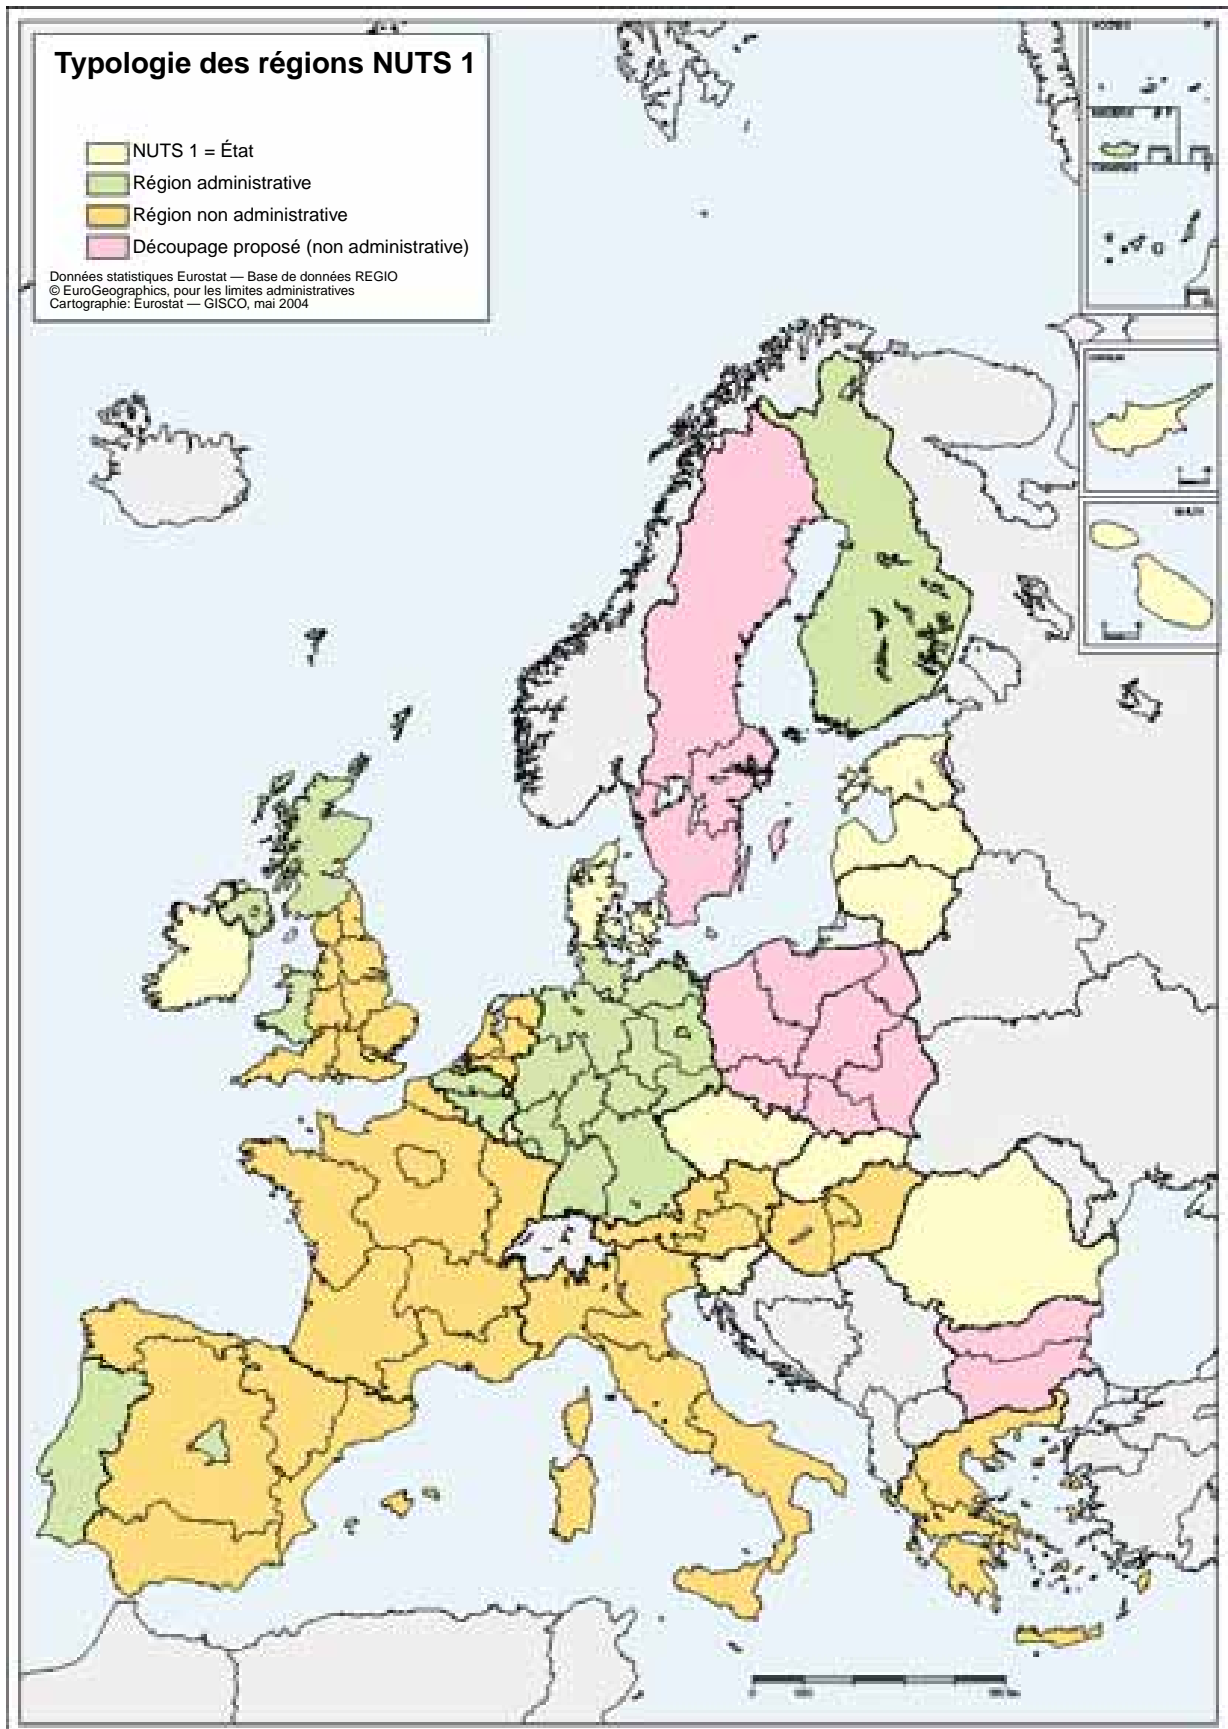 Typologie des régions NUTS 1
NUTS 1 = État
Région administrative
Région non administrative
Découpage proposé (non administrative)
Données statistiques Eurostat — Base de données REGIO
© EuroGeographics, pour les limites administratives
Cartographie: Eurostat — GISCO, mai 2004